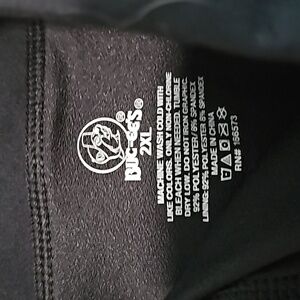 BUC-EE'S®
2XL
MACHINE WASH COLD WITH
LIKE COLORS. ONLY NON-CHLORINE
BLEACH WHEN NEEDED. TUMBLE
DRY LOW. DO NOT IRON GRAPHIC.
92% POLYESTER / 8% SPANDEX
LINING: 92% POLYESTER 8% SPANDEX
MADE IN CHINA
RN# 56573